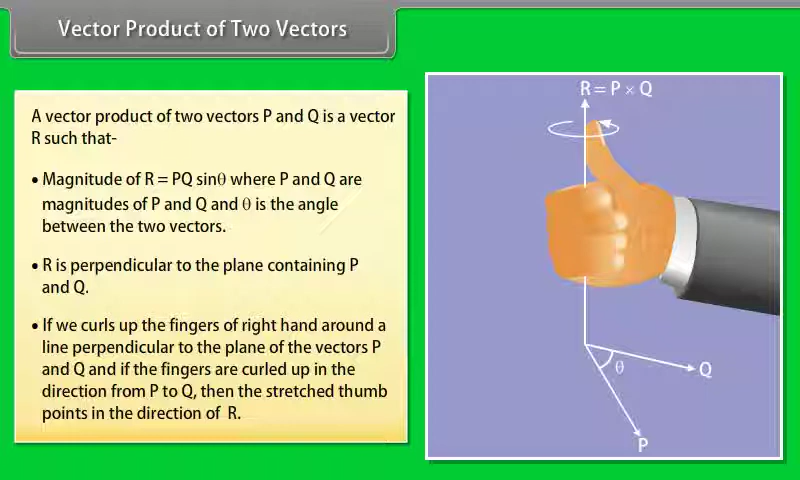 Vector Product of Two Vectors
A vector product of two vectors P and Q is a vector
R such that-
• Magnitude of R = PQ sinθ where P and Q are
magnitudes of P and Q and θ is the angle
between the two vectors.
• R is perpendicular to the plane containing P
and Q.
• If we curls up the fingers of right hand around a
line perpendicular to the plane of the vectors P
and Q and if the fingers are curled up in the
direction from P to Q, then the stretched thumb
points in the direction of R.
R = P × Q
θ
Q
P